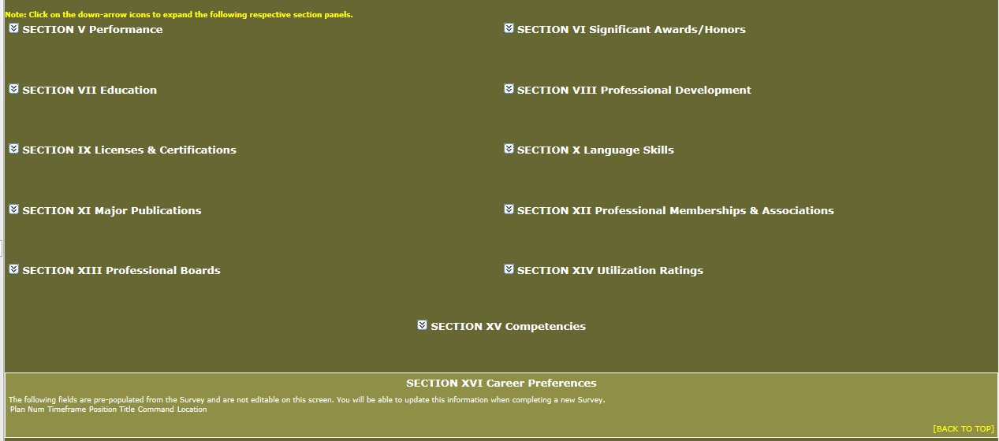 Note: Click on the down-arrow icons to expand the following respective section panels.
SECTION V Performance
SECTION VI Significant Awards/Honors
SECTION VII Education
SECTION VIII Professional Development
SECTION IX Licenses & Certifications
SECTION X Language Skills
SECTION XI Major Publications
SECTION XII Professional Memberships & Associations
SECTION XIII Professional Boards
SECTION XIV Utilization Ratings
SECTION XV Competencies
SECTION XVI Career Preferences
The following fields are pre-populated from the Survey and are not editable on this screen. You will be able to update this information when completing a new Survey.
Plan Num Timeframe Position Title Command Location
[BACK TO TOP]